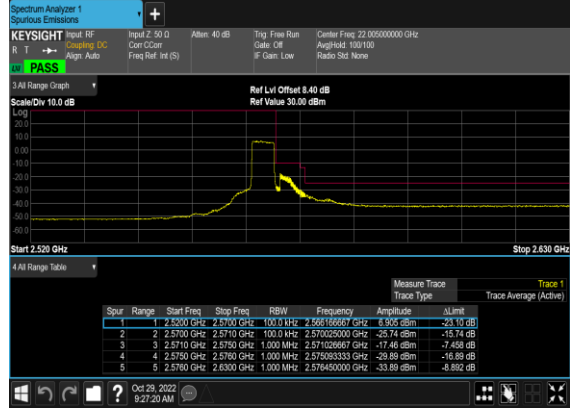 Spectrum Analyzer 1
Spurious Emissions
KEYSIGHT Input: RF Input Z: 50 Ω Atten: 40 dB Trig: Free Run Center Freq: 22.005000000 GHz
R T Coupling: DC Corr CCorr Gate: Off Avg|Hold: 100/100
Align: Auto Freq Ref: Int (S) IF Gain: Low Radio Std: None
LV PASS
3 All Range Graph
Ref Lvl Offset 8.40 dB
Scale/Div 10.0 dB Ref Value 30.00 dBm
Log
20.0
10.0
0.00
-10.0
-20.0
-30.0
-40.0
-50.0
-60.0
Start 2.520 GHz Stop 2.630 GHz
4 All Range Table
Measure Trace Trace 1
Trace Type Trace Average (Active)
Spur Range Start Freq Stop Freq RBW Frequency Amplitude ΔLimit
1 1 2.5200 GHz 2.5700 GHz 100.0 kHz 2.566166667 GHz 6.905 dBm -23.10 dB
2 2 2.5700 GHz 2.5710 GHz 100.0 kHz 2.570025000 GHz -25.74 dBm -15.74 dB
3 3 2.5710 GHz 2.5750 GHz 1.000 MHz 2.571026667 GHz -17.46 dBm -7.458 dB
4 4 2.5750 GHz 2.5760 GHz 1.000 MHz 2.575093333 GHz -29.89 dBm -16.89 dB
5 5 2.5760 GHz 2.6300 GHz 1.000 MHz 2.576450000 GHz -33.89 dBm -8.892 dB
Oct 29, 2022
9:27:20 AM